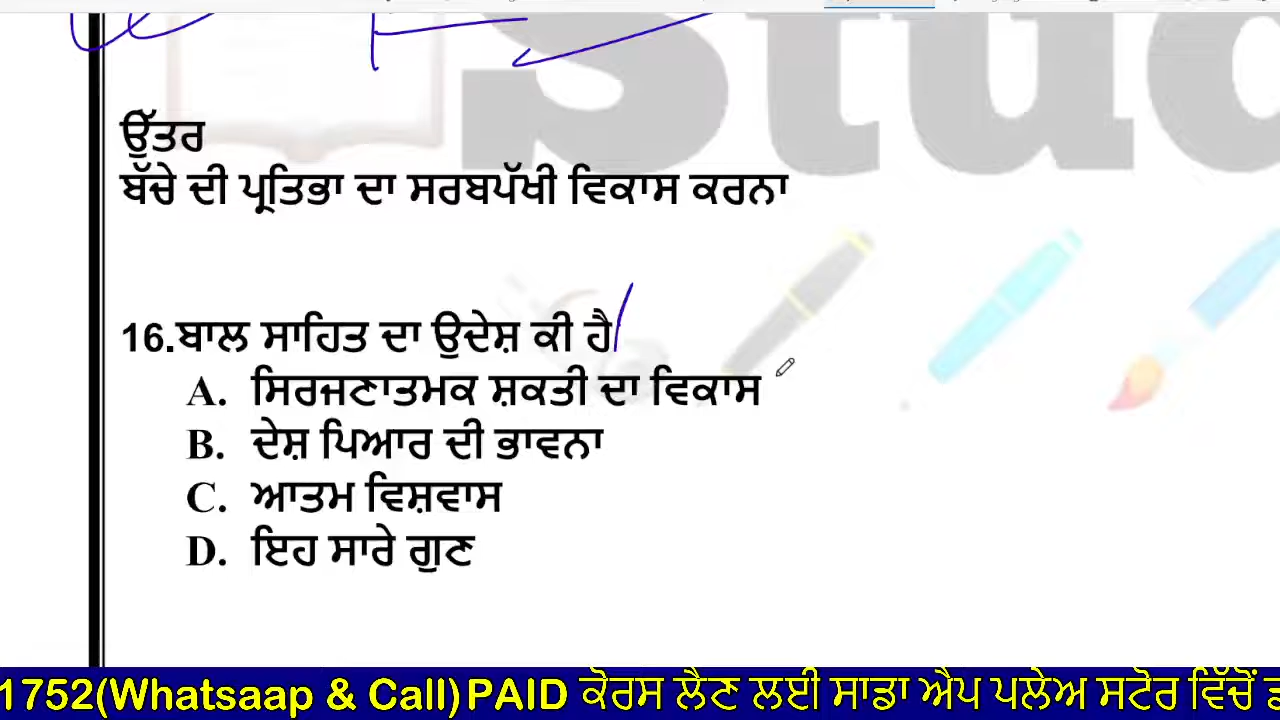 ਉੱਤਰ
ਬੱਚੇ ਦੀ ਪ੍ਰਤਿਭਾ ਦਾ ਸਰਬਪੱਖੀ ਵਿਕਾਸ ਕਰਨਾ
16.ਬਾਲ ਸਾਹਿਤ ਦਾ ਉਦੇਸ਼ ਕੀ ਹੈ
A. ਸਿਰਜਣਾਤਮਕ ਸ਼ਕਤੀ ਦਾ ਵਿਕਾਸ
B. ਦੇਸ਼ ਪਿਆਰ ਦੀ ਭਾਵਨਾ
C. ਆਤਮ ਵਿਸ਼ਵਾਸ
D. ਇਹ ਸਾਰੇ ਗੁਣ
1752(Whatsaap & Call) PAID ਕੋਰਸ ਲੈਣ ਲਈ ਸਾਡਾ ਐਪ ਪਲੇਅ ਸਟੋਰ ਵਿੱਚੋਂ